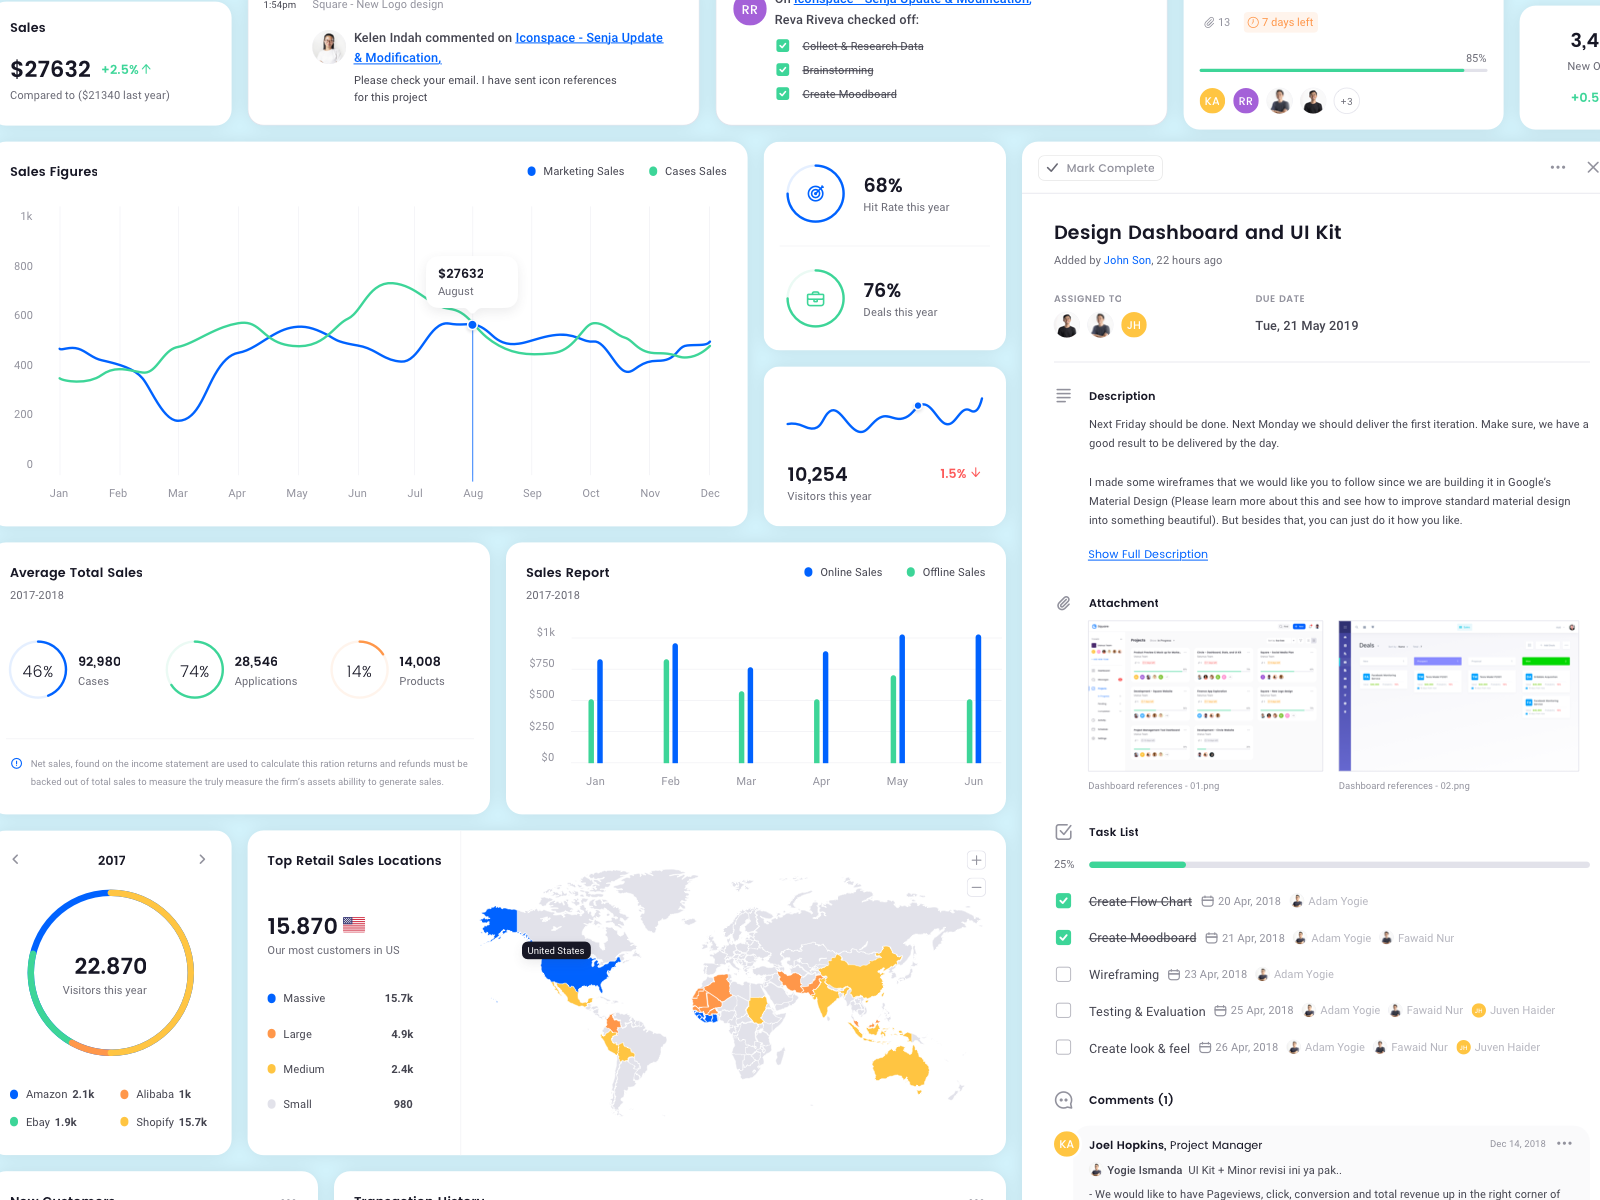 Sales
$27632 +2.5%
Compared to ($21340 last year)
1:54pm Square - New Logo design
Kelen Indah commented on Iconspace - Senja Update
& Modification,
Please check your email. I have sent icon references
for this project
RR
On Iconspace - Senja Update & Modification,
Reva Riveva checked off:
Collect & Research Data
Brainstorming
Create Moodboard
13 7 days left
85%
KA RR +3
3,4
New O
+0.5
Sales Figures
Marketing Sales Cases Sales
1k
800
600
400
200
0
$27632
August
Jan Feb Mar Apr May Jun Jul Aug Sep Oct Nov Dec
68%
Hit Rate this year
76%
Deals this year
10,254 1.5%
Visitors this year
Mark Complete
Design Dashboard and UI Kit
Added by John Son, 22 hours ago
ASSIGNED TO DUE DATE
JH Tue, 21 May 2019
Description
Next Friday should be done. Next Monday we should deliver the first iteration. Make sure, we have a
good result to be delivered by the day.
I made some wireframes that we would like you to follow since we are building it in Google's
Material Design (Please learn more about this and see how to improve standard material design
into something beautiful). But besides that, you can just do it how you like.
Show Full Description
Attachment
Projects
Deals
Dashboard references - 01.png Dashboard references - 02.png
Task List
25%
Create Flow Chart 20 Apr, 2018 Adam Yogie
Create Moodboard 21 Apr, 2018 Adam Yogie Fawaid Nur
Wireframing 23 Apr, 2018 Adam Yogie
Testing & Evaluation 25 Apr, 2018 Adam Yogie Fawaid Nur JH Juven Haider
Create look & feel 26 Apr, 2018 Adam Yogie Fawaid Nur JH Juven Haider
Comments (1)
KA Joel Hopkins, Project Manager Dec 14, 2018
Yogie Ismanda UI Kit + Minor revisi ini ya pak..
- We would like to have Pageviews, click, conversion and total revenue up in the right corner of
Average Total Sales
2017-2018
46% 92,980 Cases
74% 28,546 Applications
14% 14,008 Products
Net sales, found on the income statement are used to calculate this ration returns and refunds must be
backed out of total sales to measure the truly measure the firm's assets abillity to generate sales.
Sales Report
Online Sales Offline Sales
2017-2018
$1k
$750
$500
$250
$0
Jan Feb Mar Apr May Jun
2017
22.870
Visitors this year
Amazon 2.1k Alibaba 1k
Ebay 1.9k Shopify 15.7k
Top Retail Sales Locations
15.870
Our most customers in US
Massive 15.7k
Large 4.9k
Medium 2.4k
Small 980
United States
New Customers
Transaction History